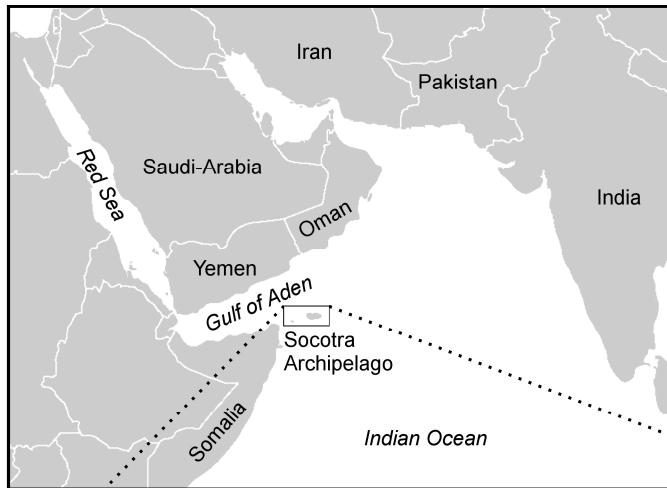 Iran
Pakistan
Saudi-Arabia
Red Sea
India
Oman
Yemen
Gulf of Aden
Socotra
Archipelago
Somalia
Indian Ocean